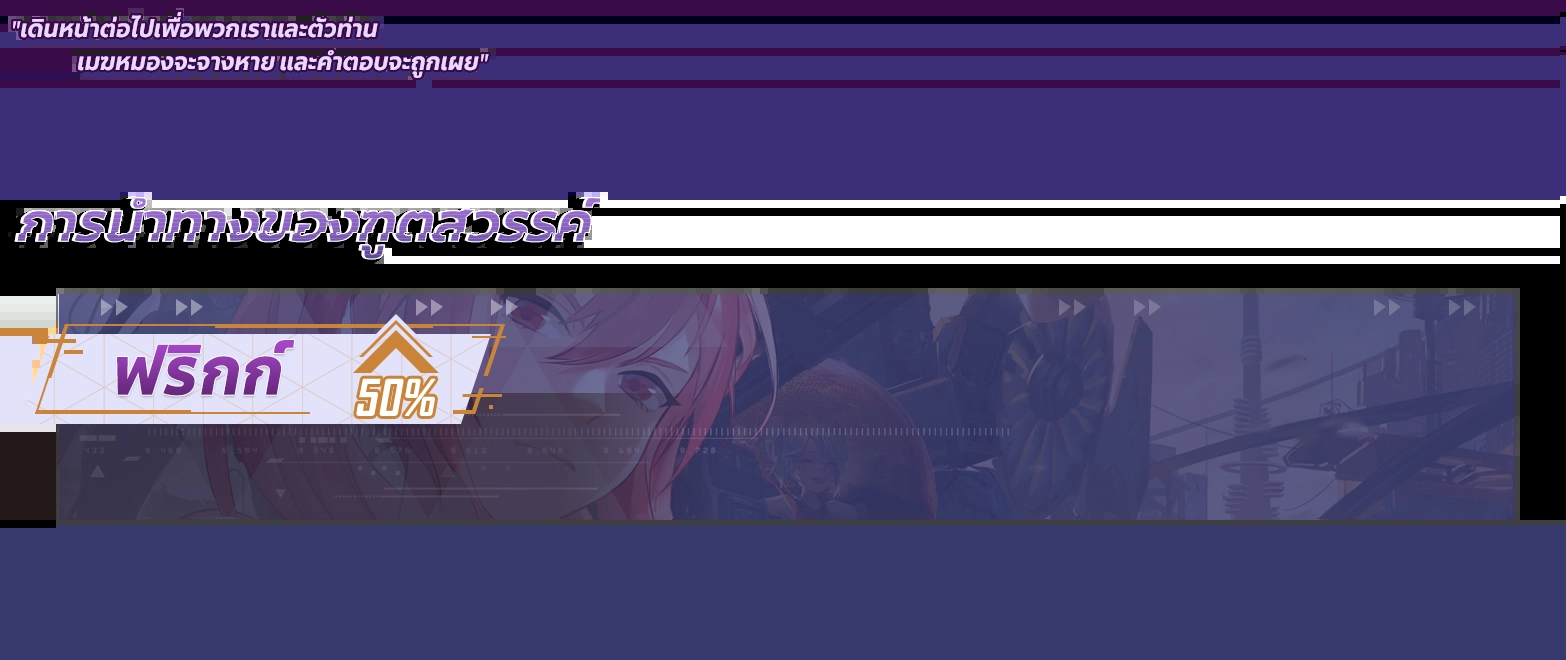 "เดินหน้าต่อไปเพื่อพวกเราและตัวท่าน
เมฆหมองจะจางหาย และคำตอบจะถูกเผย"
การนำทางของทูตสวรรค์
ฟริกก์
50%